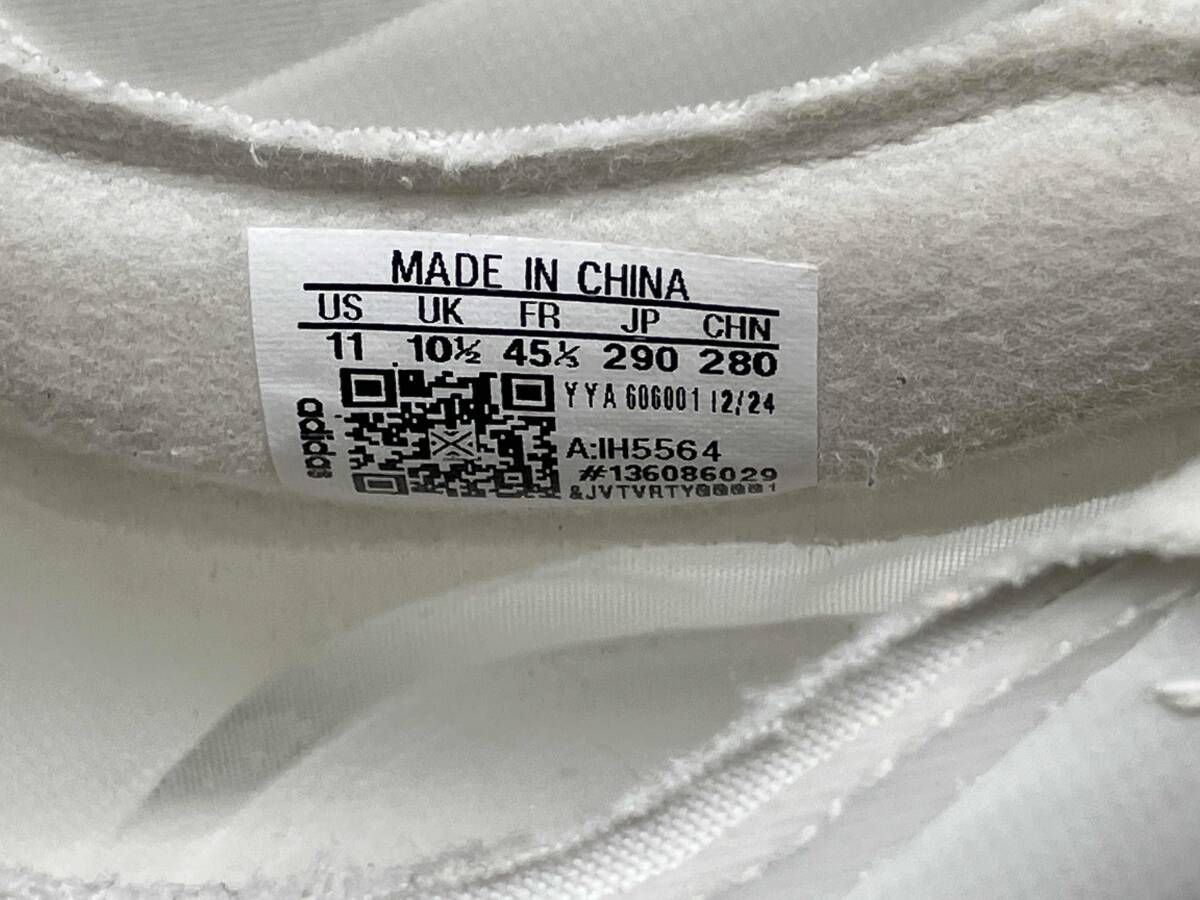 MADE IN CHINA
US UK FR JP CHN
11 10½ 45⅓ 290 280
YYA 606001 12/24
A:IH5564
#136086029
adidas